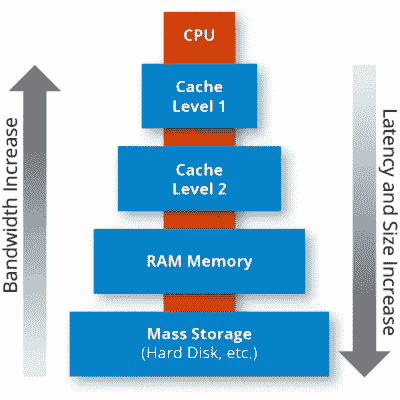 CPU
Cache
Level 1
Cache
Level 2
RAM Memory
Mass Storage
(Hard Disk, etc.)
Bandwidth Increase
Latency and Size Increase